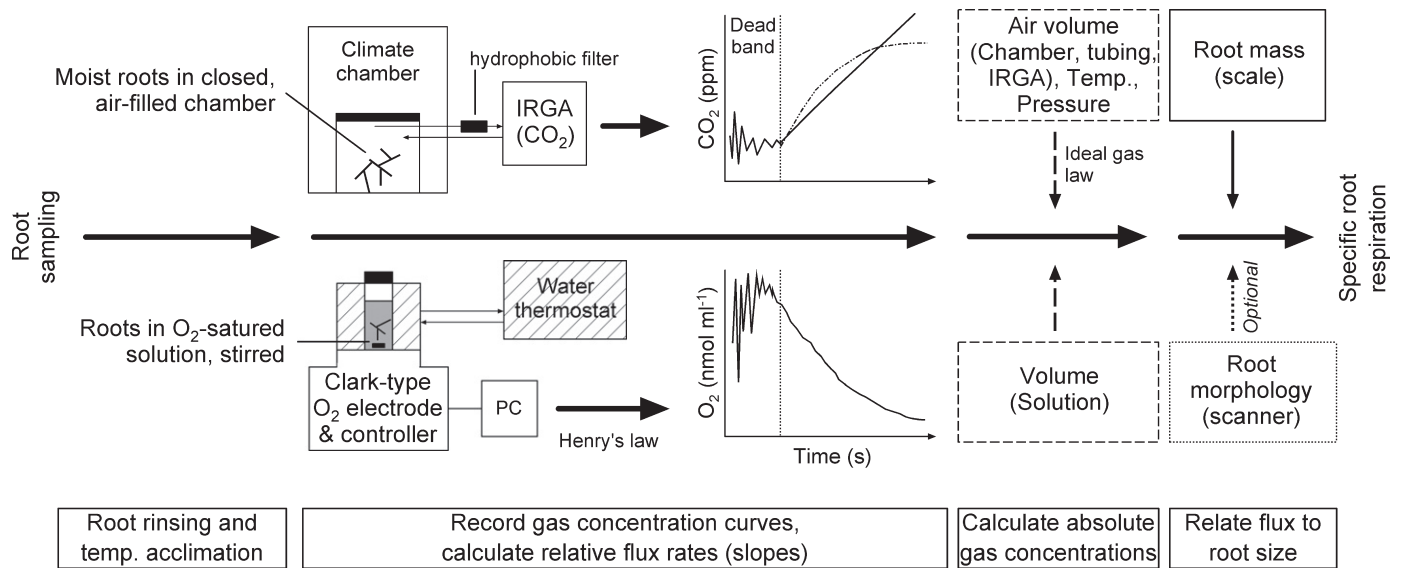 Root
sampling
Moist roots in closed,
air-filled chamber
Climate
chamber
hydrophobic filter
IRGA
(CO₂)
CO₂ (ppm)
Dead
band
Air volume
(Chamber, tubing,
IRGA), Temp.,
Pressure
Ideal gas
law
Root mass
(scale)
Specific root
respiration
Roots in O₂-satured
solution, stirred
Water
thermostat
Clark-type
O₂ electrode
& controller
PC
Henry's law
O₂ (nmol ml⁻¹)
Time (s)
Volume
(Solution)
Optional
Root
morphology
(scanner)
Root rinsing and
temp. acclimation
Record gas concentration curves,
calculate relative flux rates (slopes)
Calculate absolute
gas concentrations
Relate flux to
root size